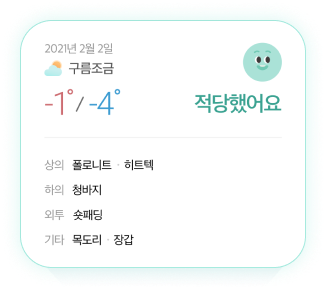 2021년 2월 2일
구름조금
-1° / -4°
적당했어요
상의 폴로니트 · 히트텍
하의 청바지
외투 숏패딩
기타 목도리 · 장갑